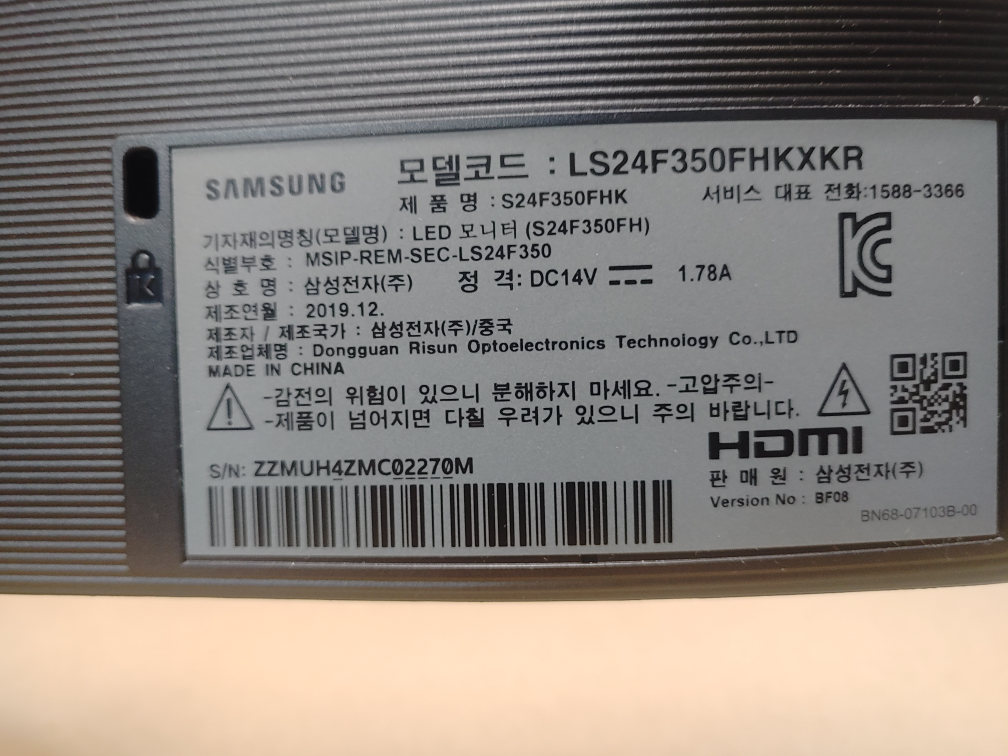 SAMSUNG
모델코드 : LS24F350FHKXKR
제 품 명 : S24F350FHK
서비스 대표 전화:1588-3366
기자재의명칭(모델명) : LED 모니터 (S24F350FH)
식별부호 : MSIP-REM-SEC-LS24F350
상 호 명 : 삼성전자(주) 정 격: DC14V 1.78A
제조연월 : 2019.12.
제조자 / 제조국가 : 삼성전자(주)/중국
제조업체명 : Dongguan Risun Optoelectronics Technology Co.,LTD
MADE IN CHINA
-감전의 위험이 있으니 분해하지 마세요. -고압주의-
-제품이 넘어지면 다칠 우려가 있으니 주의 바랍니다.
HDMI
S/N: ZZMUH4ZMC02270M
판 매 원 : 삼성전자(주)
Version No : BF08
BN68-07103B-00